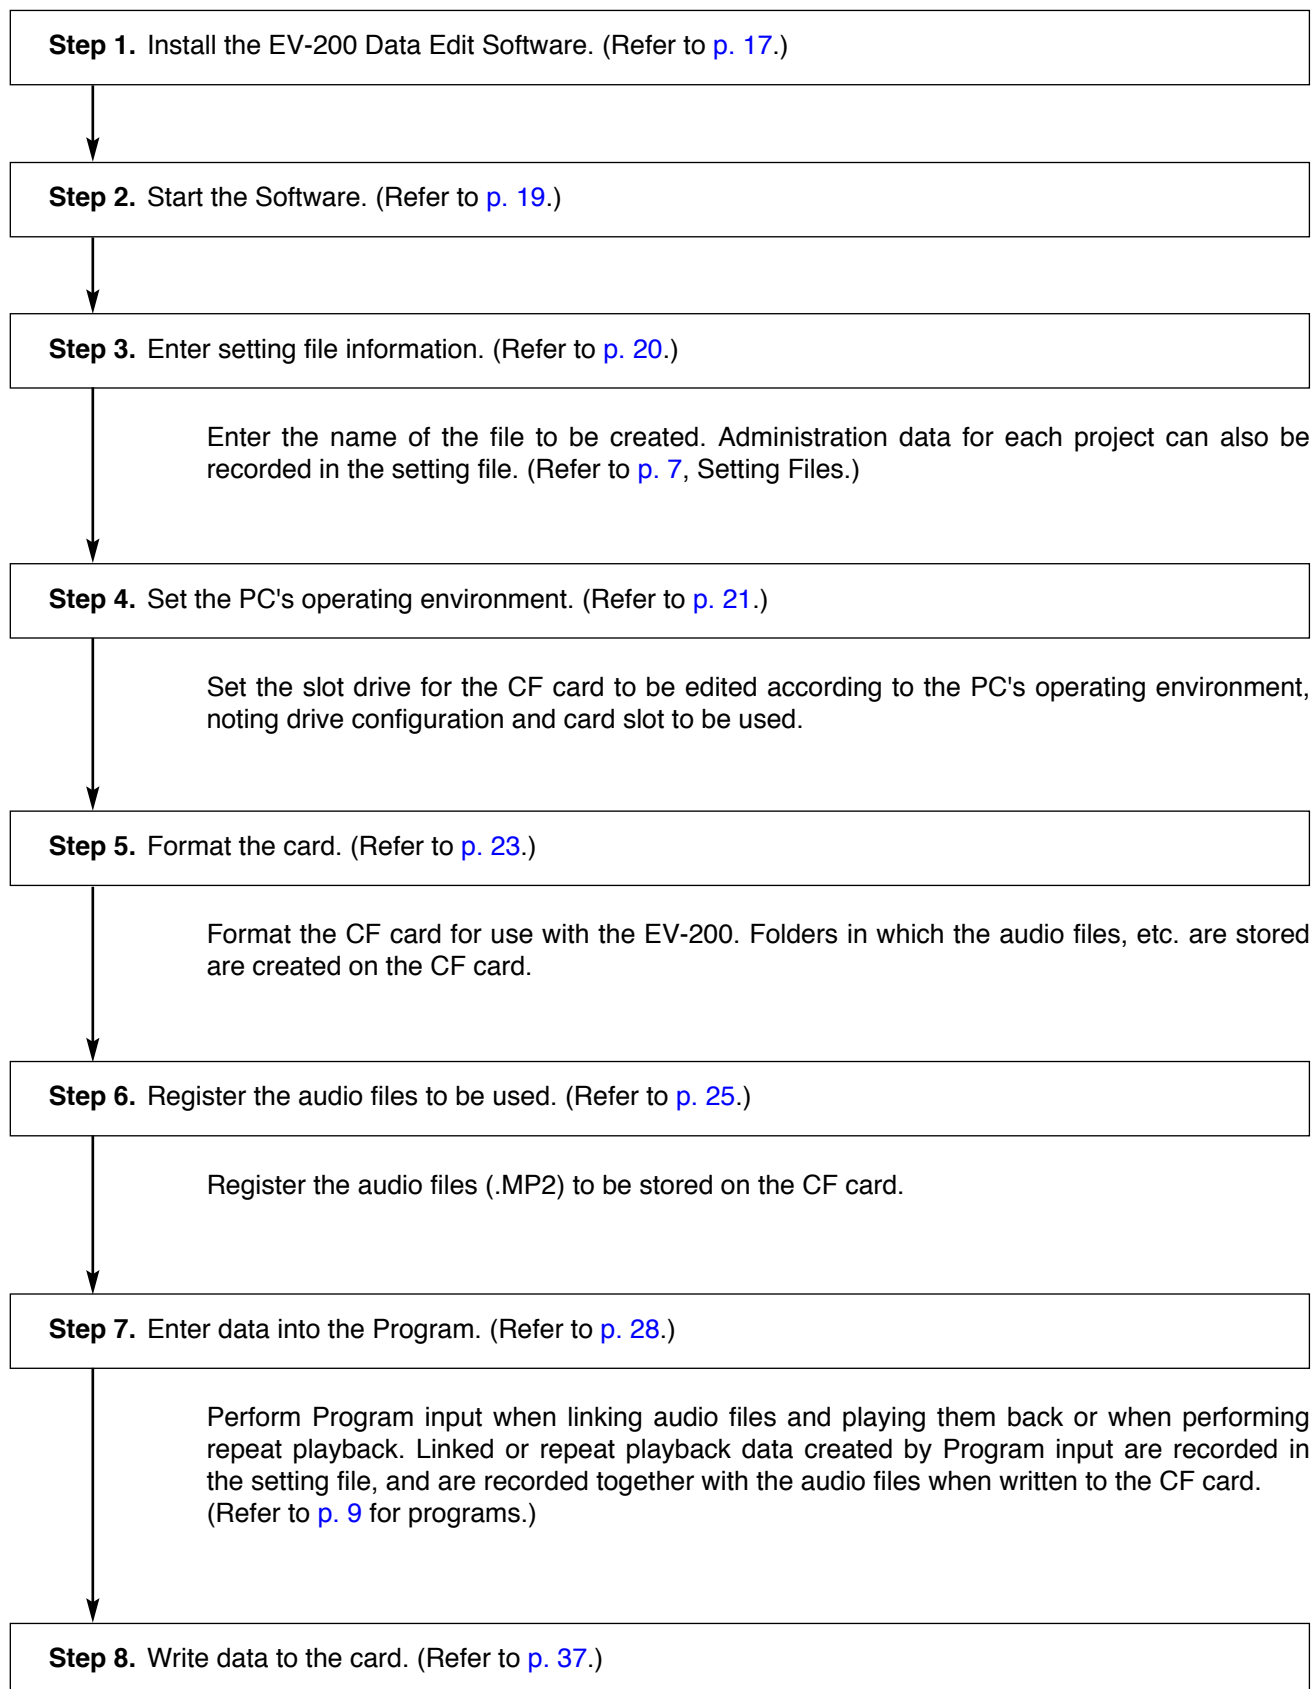 Step 1. Install the EV-200 Data Edit Software. (Refer to p. 17.)
Step 2. Start the Software. (Refer to p. 19.)
Step 3. Enter setting file information. (Refer to p. 20.)
Enter the name of the file to be created. Administration data for each project can also be
recorded in the setting file. (Refer to p. 7, Setting Files.)
Step 4. Set the PC's operating environment. (Refer to p. 21.)
Set the slot drive for the CF card to be edited according to the PC's operating environment,
noting drive configuration and card slot to be used.
Step 5. Format the card. (Refer to p. 23.)
Format the CF card for use with the EV-200. Folders in which the audio files, etc. are stored
are created on the CF card.
Step 6. Register the audio files to be used. (Refer to p. 25.)
Register the audio files (.MP2) to be stored on the CF card.
Step 7. Enter data into the Program. (Refer to p. 28.)
Perform Program input when linking audio files and playing them back or when performing
repeat playback. Linked or repeat playback data created by Program input are recorded in
the setting file, and are recorded together with the audio files when written to the CF card.
(Refer to p. 9 for programs.)
Step 8. Write data to the card. (Refer to p. 37.)